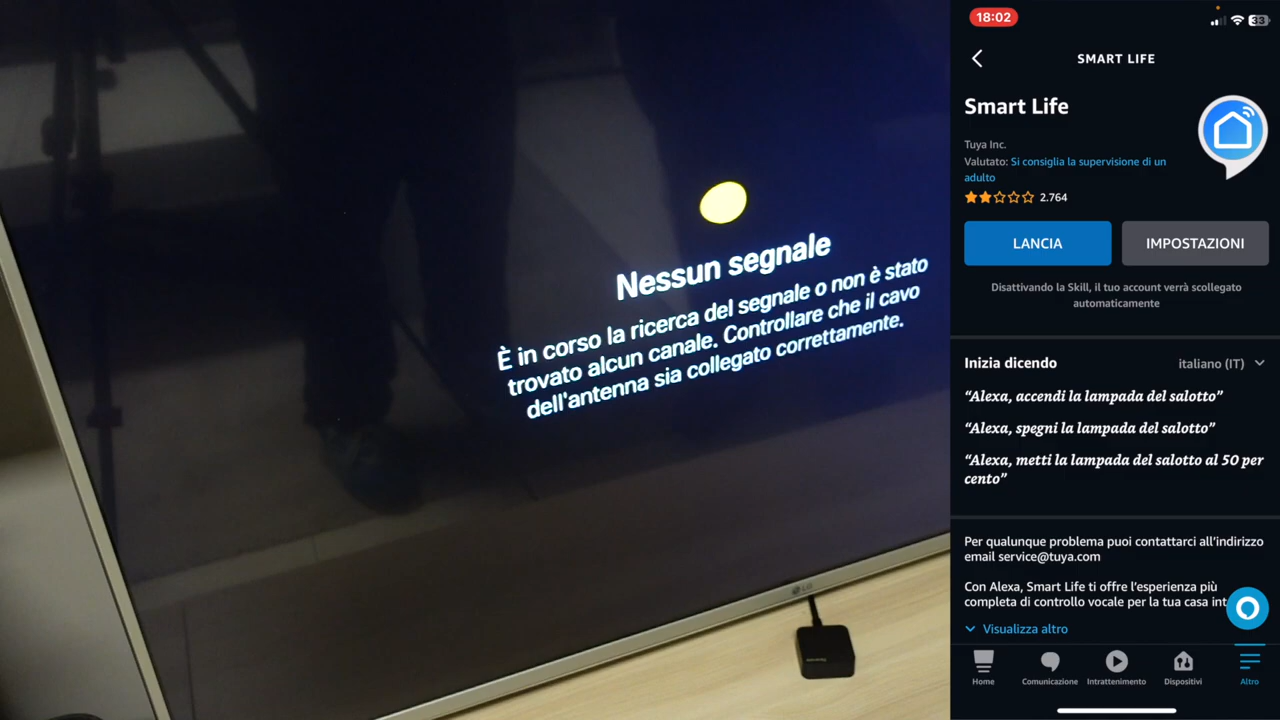 Nessun segnale
È in corso la ricerca del segnale o non è stato
trovato alcun canale. Controllare che il cavo
dell'antenna sia collegato correttamente.
LG
18:02
33
SMART LIFE
Smart Life
Tuya Inc.
Valutato: Si consiglia la supervisione di un
adulto
2.764
LANCIA
IMPOSTAZIONI
Disattivando la Skill, il tuo account verrà scollegato
automaticamente
Inizia dicendo
italiano (IT)
“Alexa, accendi la lampada del salotto”
“Alexa, spegni la lampada del salotto”
“Alexa, metti la lampada del salotto al 50 per
cento”
Per qualunque problema puoi contattarci all'indirizzo
email service@tuya.com
Con Alexa, Smart Life ti offre l'esperienza più
completa di controllo vocale per la tua casa int
Visualizza altro
Home
Comunicazione
Intrattenimento
Dispositivi
Altro